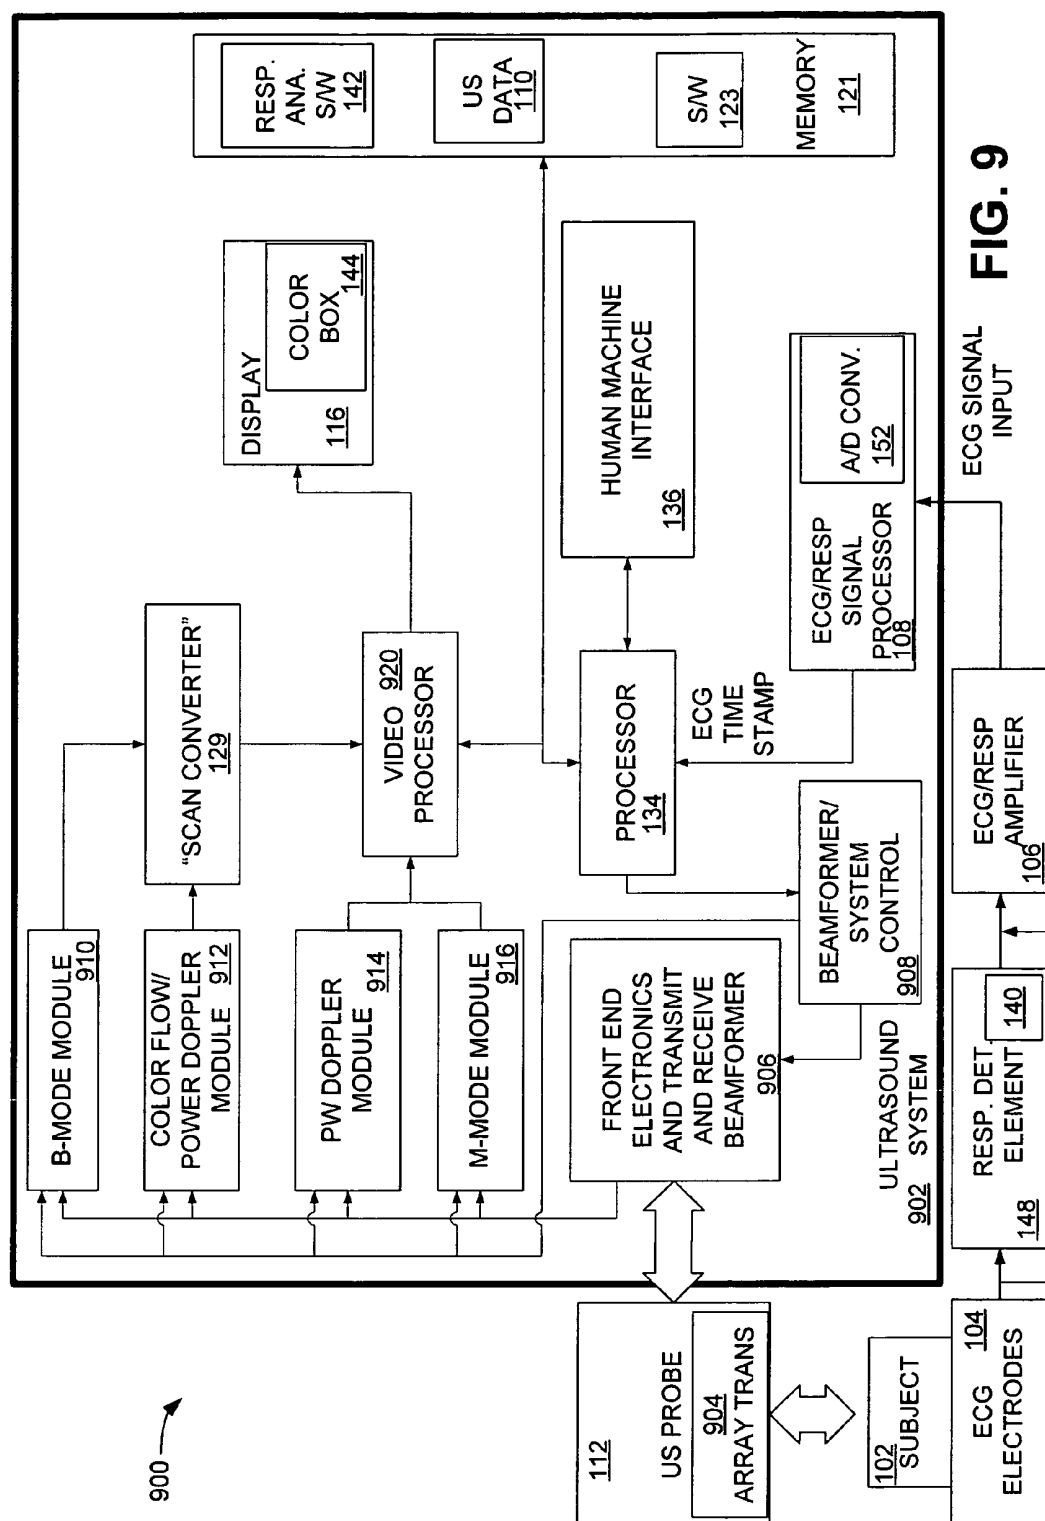 900
B-MODE MODULE
910
COLOR FLOW/
POWER DOPPLER
MODULE 912
PW DOPPLER
MODULE
914
M-MODE MODULE
916
"SCAN CONVERTER"
129
VIDEO 920
PROCESSOR
DISPLAY
116
COLOR
BOX
144
RESP.
ANA.
S/W
142
US
DATA
110
S/W
123
MEMORY
121
HUMAN MACHINE
INTERFACE
136
PROCESSOR
134
ECG
TIME
STAMP
FRONT END
ELECTRONICS
AND TRANSMIT
AND RECEIVE
BEAMFORMER
906
BEAMFORMER/
SYSTEM
CONTROL
908
ECG/RESP
SIGNAL
PROCESSOR
108
A/D CONV.
152
ULTRASOUND
902 SYSTEM
112
US PROBE
904
ARRAY TRANS
102
SUBJECT
104
ECG
ELECTRODES
RESP. DET.
ELEMENT
140
148
ECG/RESP
AMPLIFIER
106
ECG SIGNAL
INPUT
FIG. 9